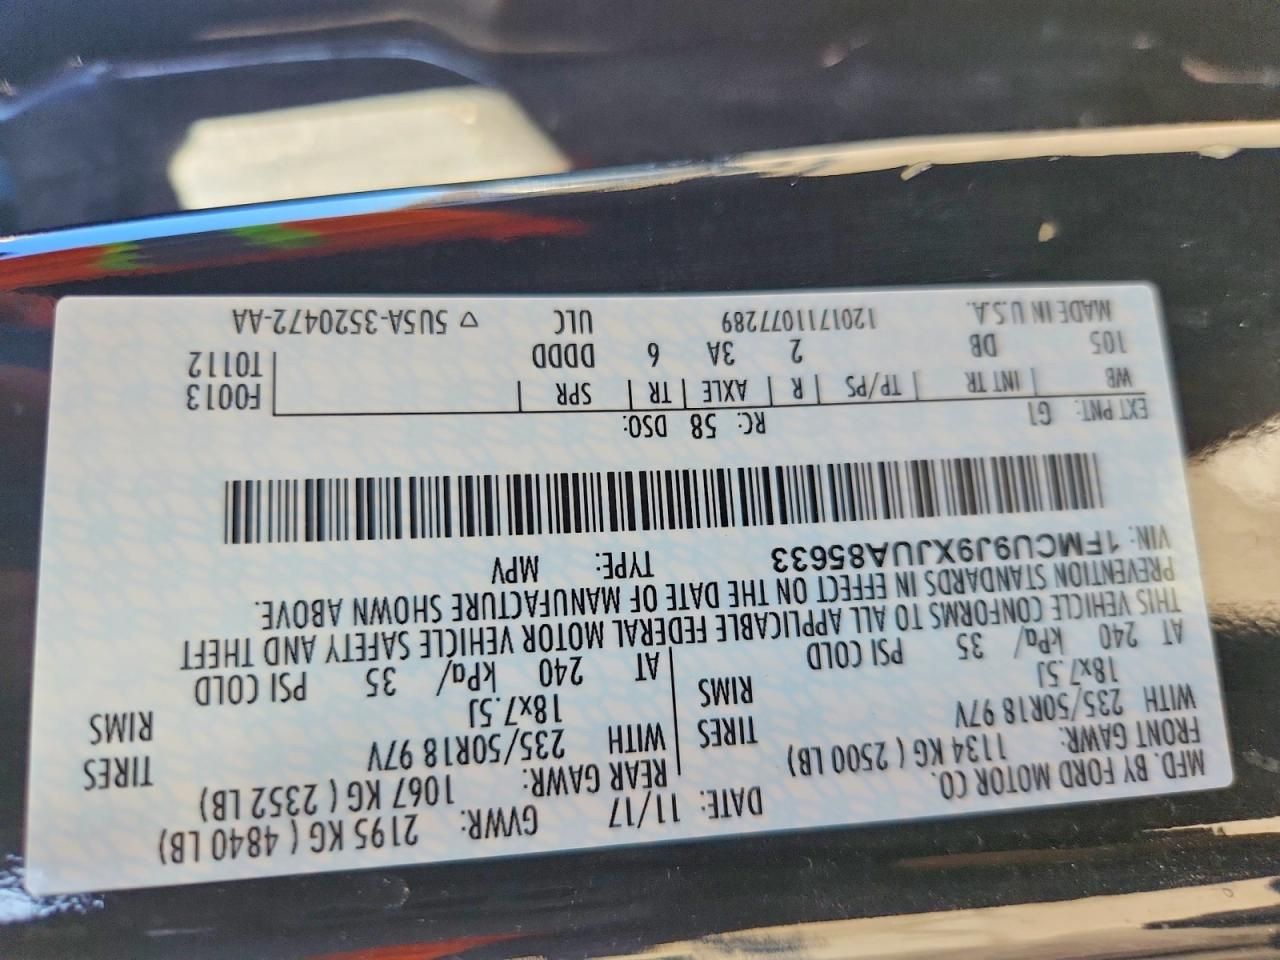 MFD. BY FORD MOTOR CO.
DATE: 11/17 GVWR: 2195 KG ( 4840 LB)
FRONT GAWR: 1134 KG ( 2500 LB) REAR GAWR: 1067 KG ( 2352 LB)
WITH 235/50R18 97V TIRES WITH 235/50R18 97V TIRES
18x7.5J RIMS 18x7.5J RIMS
AT 240 kPa/ 35 PSI COLD AT 240 kPa/ 35 PSI COLD
THIS VEHICLE CONFORMS TO ALL APPLICABLE FEDERAL MOTOR VEHICLE SAFETY AND THEFT
PREVENTION STANDARDS IN EFFECT ON THE DATE OF MANUFACTURE SHOWN ABOVE.
VIN: 1FMCU9J9XJUA85633 TYPE: MPV
EXT PNT: G1 RC: 58 DSO:
WB | INT TR | TP/PS | R | AXLE | TR | SPR F0013
105 DB 2 3A 6 DDDD T0112
MADE IN U.S.A. 120171107​7289 ULC ▽ 5U5A-3520472-AA